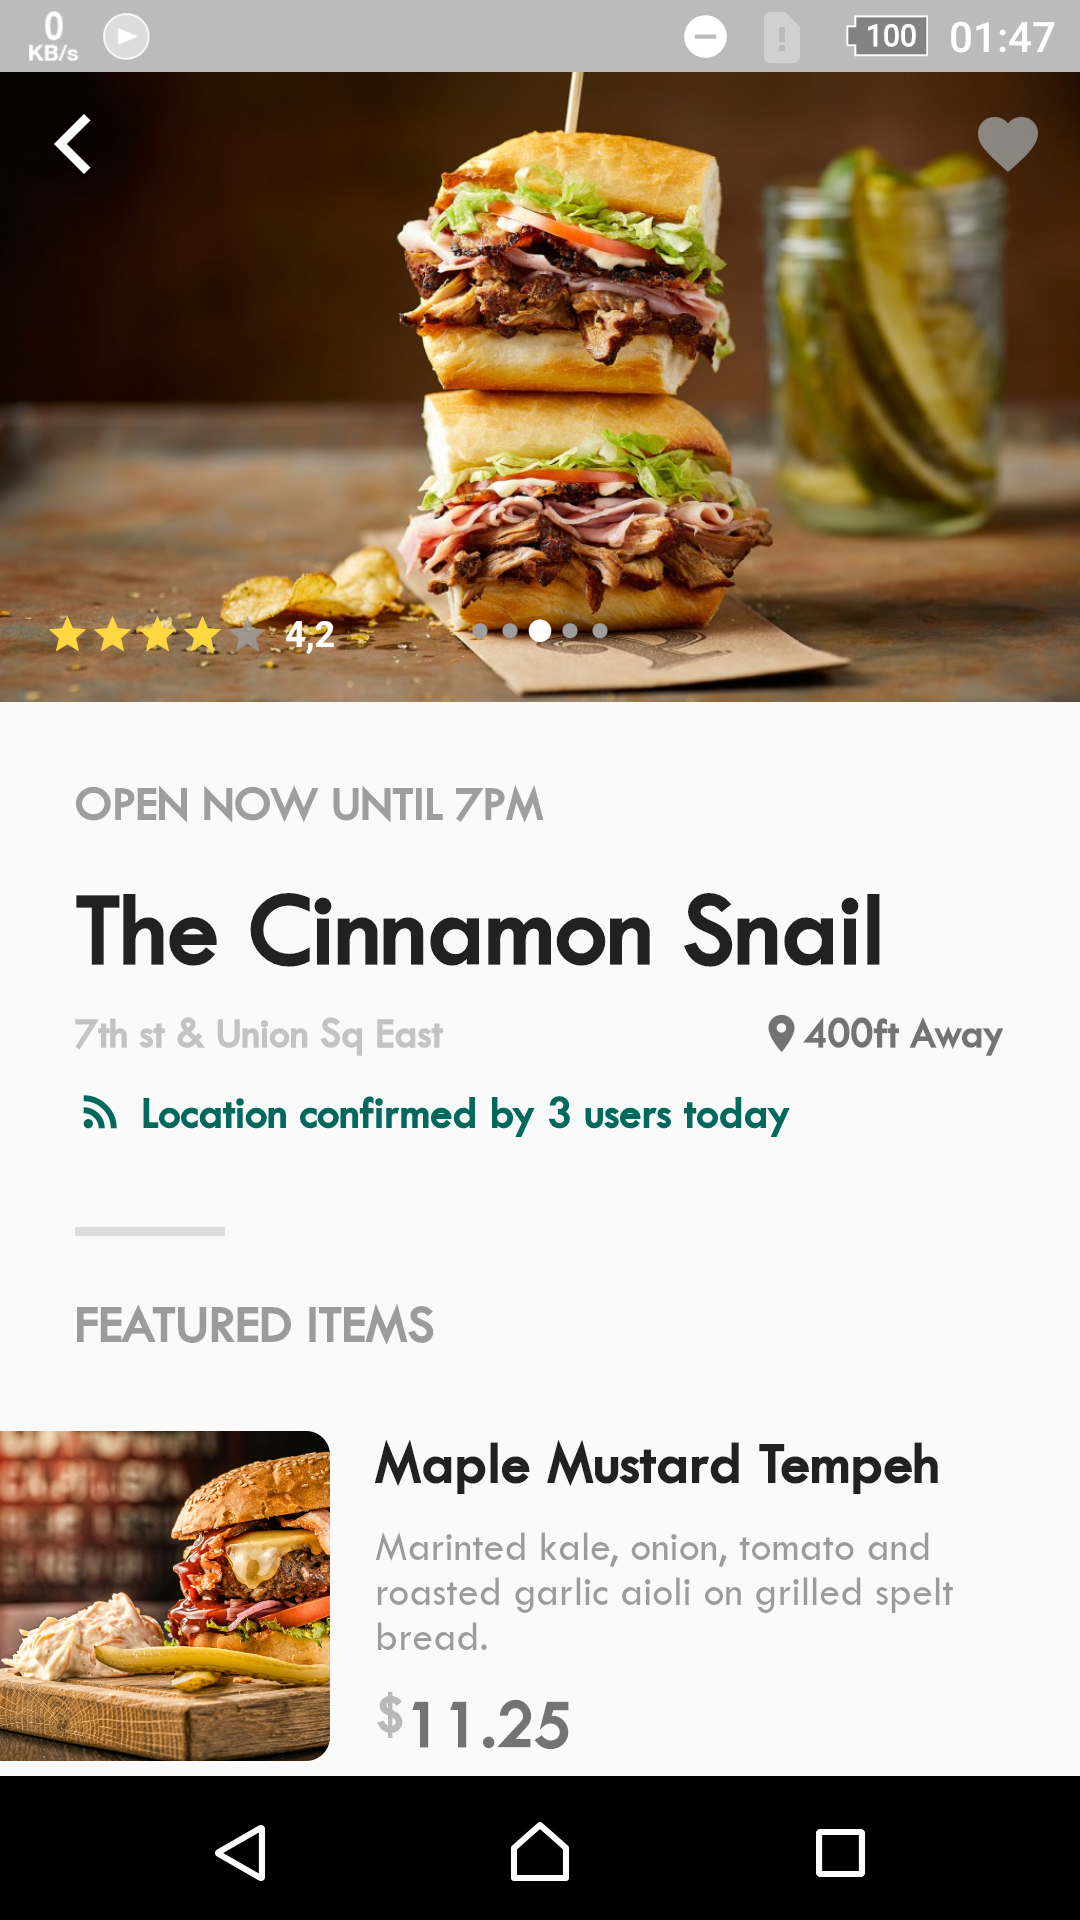 0
KB/s
100
01:47
4,2
OPEN NOW UNTIL 7PM
The Cinnamon Snail
7th st & Union Sq East
400ft Away
Location confirmed by 3 users today
FEATURED ITEMS
Maple Mustard Tempeh
Marinted kale, onion, tomato and
roasted garlic aioli on grilled spelt
bread.
$11.25